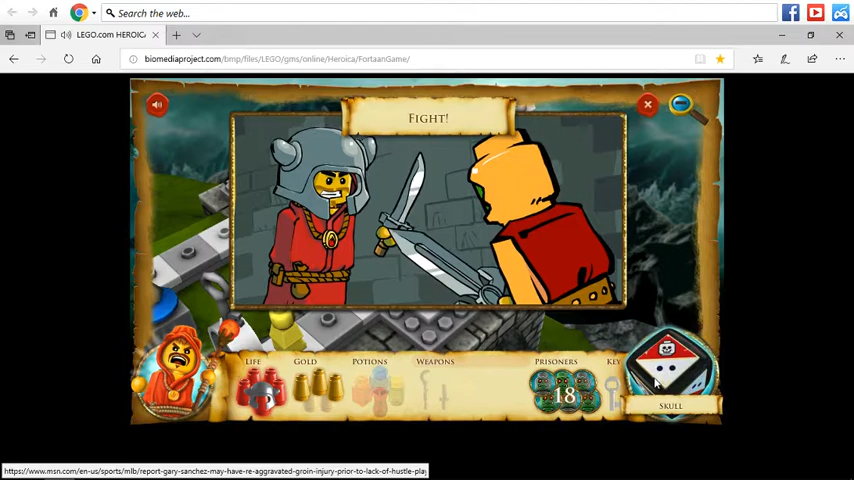 Search the web...
LEGO.com HEROICA
biomediaproject.com/bmp/files/LEGO/gms/online/Heroica/FortaanGame/
FIGHT!
LIFE
GOLD
POTIONS
WEAPONS
PRISONERS
KEY
18
SKULL
https://www.msn.com/en-us/sports/mlb/report-gary-sanchez-may-have-re-aggravated-groin-injury-prior-to-lack-of-hustle-play